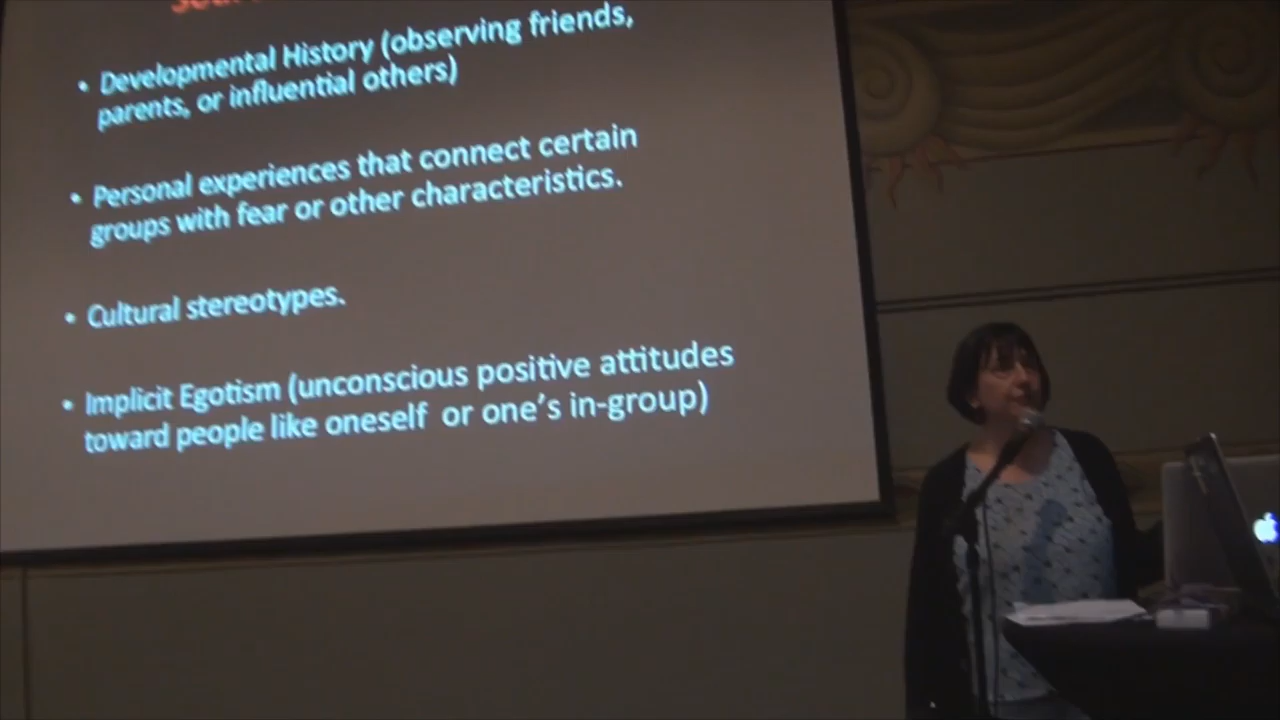 • Developmental History (observing friends,
parents, or influential others)
• Personal experiences that connect certain
groups with fear or other characteristics.
• Cultural stereotypes.
• Implicit Egotism (unconscious positive attitudes
toward people like oneself or one's in-group)